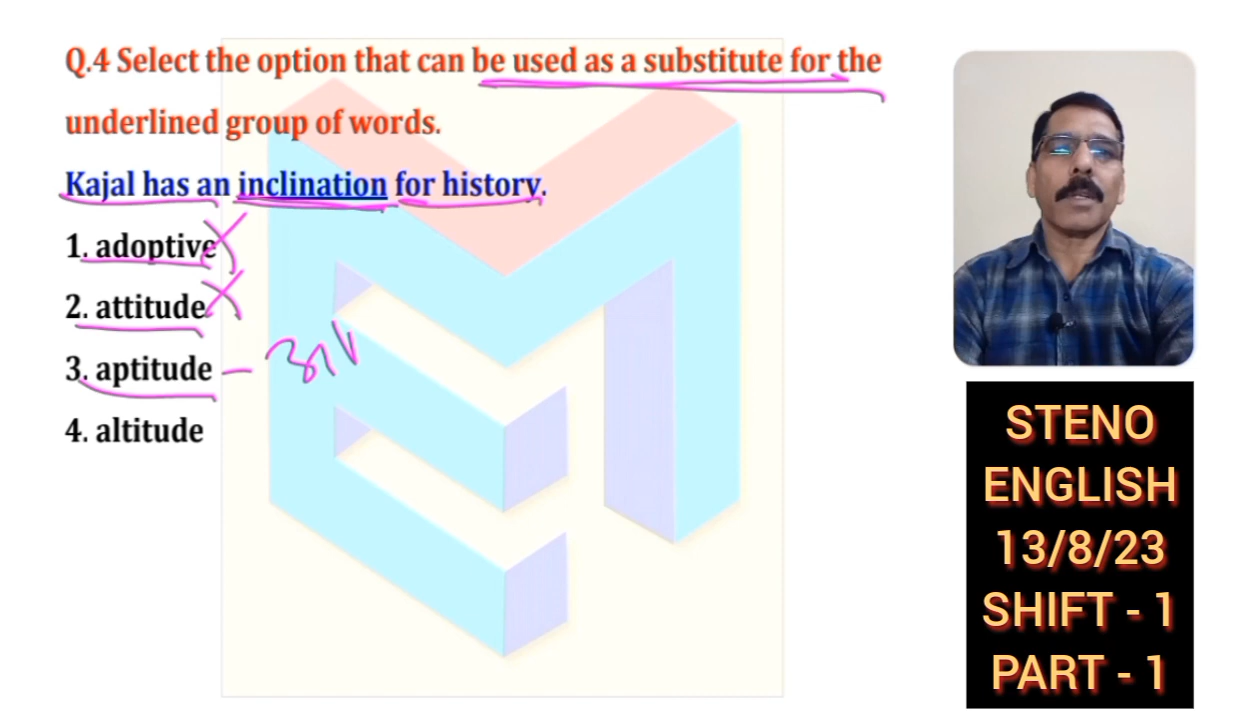 Q.4 Select the option that can be used as a substitute for the
underlined group of words.
Kajal has an inclination for history.
1. adoptive
2. attitude
3. aptitude –
4. altitude
STENO
ENGLISH
13/8/23
SHIFT - 1
PART - 1